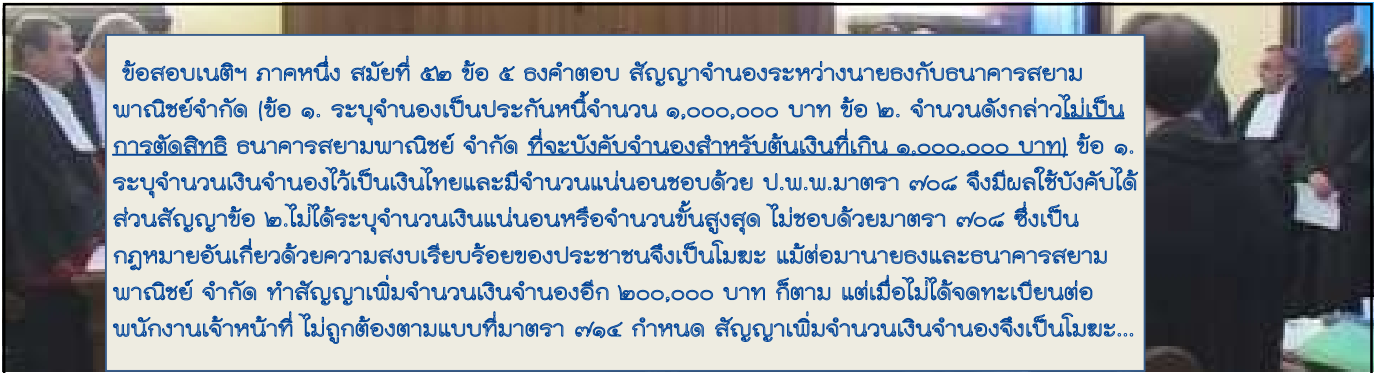 ข้อสอบเนติฯ ภาคหนึ่ง สมัยที่ ๕๒ ข้อ ๕ ธงคำตอบ สัญญาจำนองระหว่างนายธงกับธนาคารสยาม
พาณิชย์จำกัด (ข้อ ๑. ระบุจำนองเป็นประกันหนี้จำนวน ๑,๐๐๐,๐๐๐ บาท ข้อ ๒. จำนวนดังกล่าวไม่เป็น
การตัดสิทธิ ธนาคารสยามพาณิชย์ จำกัด ที่จะบังคับจำนองสำหรับต้นเงินที่เกิน ๑,๐๐๐,๐๐๐ บาท) ข้อ ๑.
ระบุจำนวนเงินจำนองไว้เป็นเงินไทยและมีจำนวนแน่นอนชอบด้วย ป.พ.พ.มาตรา ๗๐๘ จึงมีผลใช้บังคับได้
ส่วนสัญญาข้อ ๒.ไม่ได้ระบุจำนวนเงินแน่นอนหรือจำนวนขั้นสูงสุด ไม่ชอบด้วยมาตรา ๗๐๘ ซึ่งเป็น
กฎหมายอันเกี่ยวด้วยความสงบเรียบร้อยของประชาชนจึงเป็นโมฆะ แม้ต่อมานายธงและธนาคารสยาม
พาณิชย์ จำกัด ทำสัญญาเพิ่มจำนวนเงินจำนองอีก ๒๐๐,๐๐๐ บาท ก็ตาม แต่เมื่อไม่ได้จดทะเบียนต่อ
พนักงานเจ้าหน้าที่ ไม่ถูกต้องตามแบบที่มาตรา ๗๑๔ กำหนด สัญญาเพิ่มจำนวนเงินจำนองจึงเป็นโมฆะ...